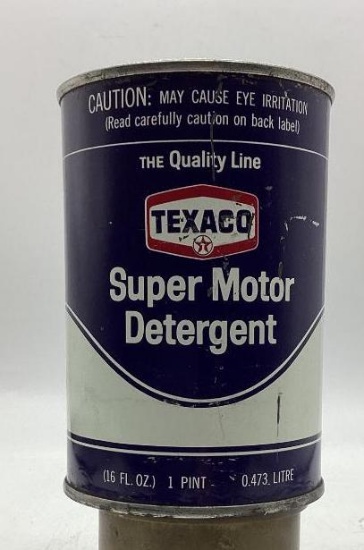 CAUTION: MAY CAUSE EYE IRRITATION
(Read carefully caution on back label)
THE Quality Line
TEXACO
T
Super Motor
Detergent
(16 FL. OZ.) 1 PINT - 0.473 LITRE